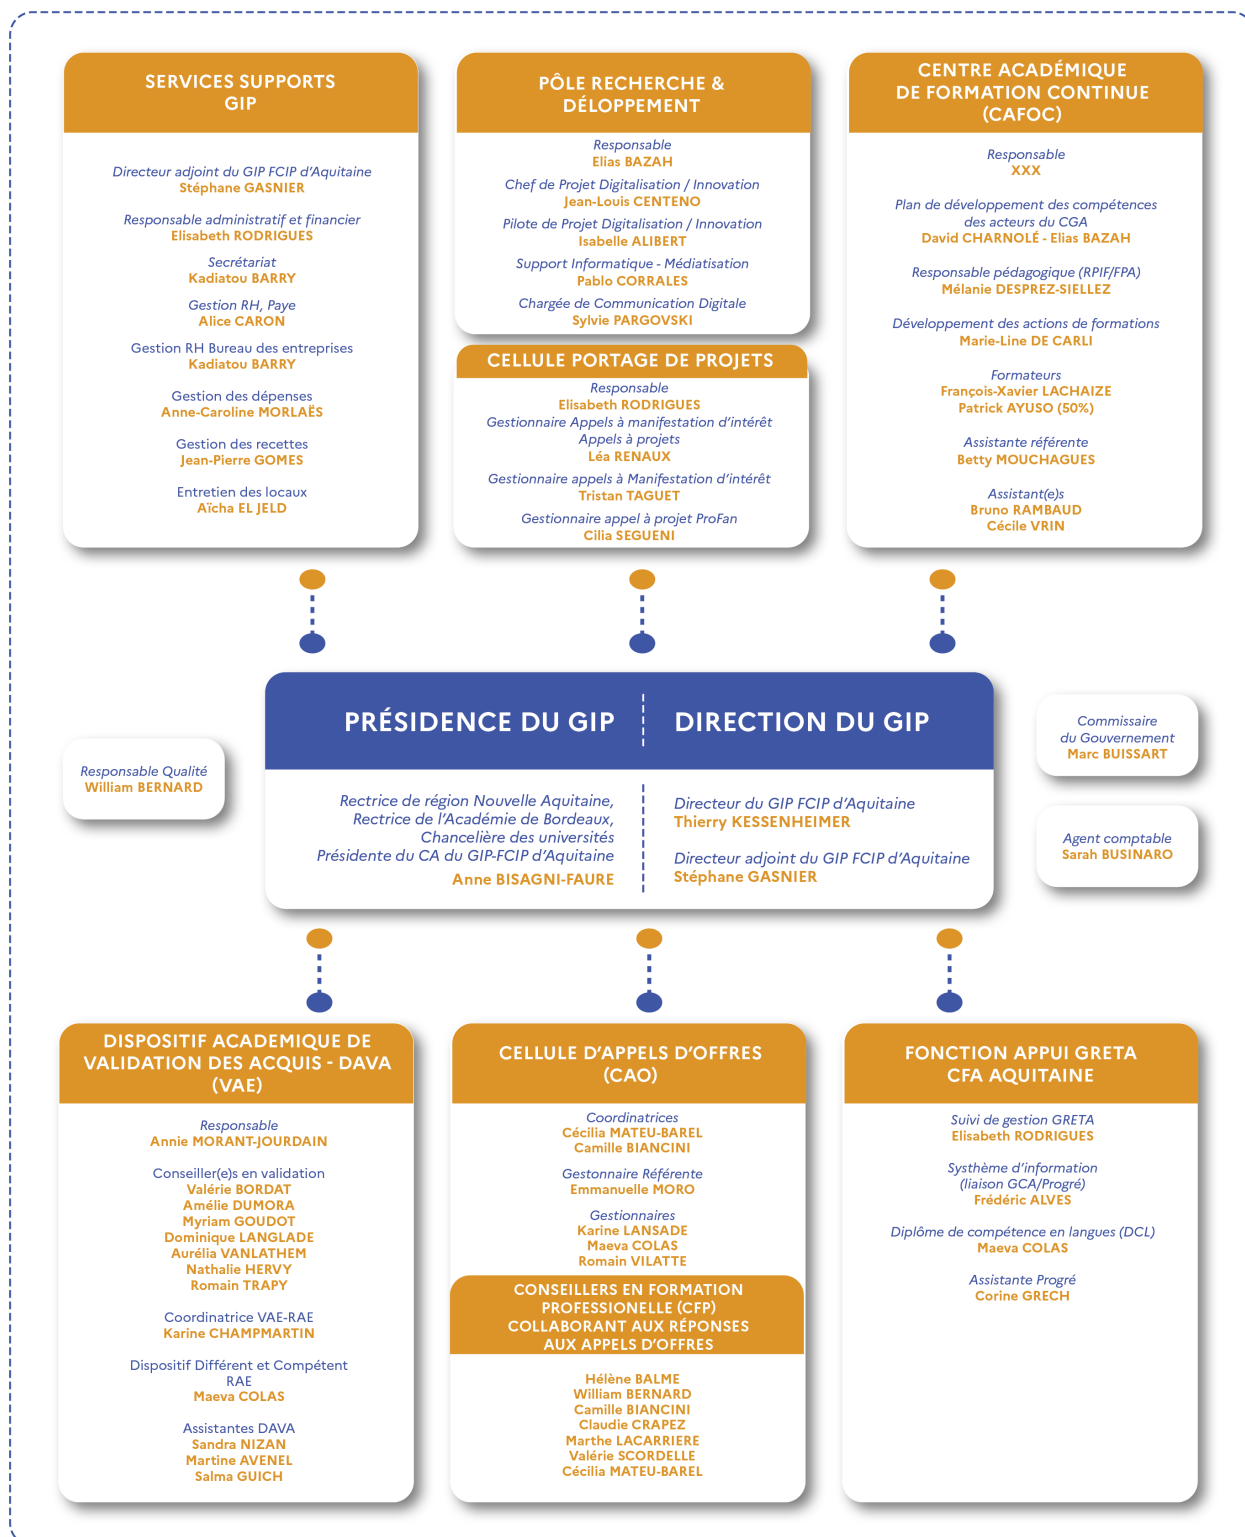 SERVICES SUPPORTS
GIP
Directeur adjoint du GIP FCIP d’Aquitaine
Stéphane GASNIER
Responsable administratif et financier
Elisabeth RODRIGUES
Secrétariat
Kadiatou BARRY
Gestion RH, Paye
Alice CARON
Gestion RH Bureau des entreprises
Kadiatou BARRY
Gestion des dépenses
Anne-Caroline MORLAËS
Gestion des recettes
Jean-Pierre GOMES
Entretien des locaux
Aïcha EL JELD
PÔLE RECHERCHE &
DÉLOPPEMENT
Responsable
Elias BAZAH
Chef de Projet Digitalisation / Innovation
Jean-Louis CENTENO
Pilote de Projet Digitalisation / Innovation
Isabelle ALIBERT
Support Informatique - Médiatisation
Pablo CORRALES
Chargée de Communication Digitale
Sylvie PARGOVSKI
CELLULE PORTAGE DE PROJETS
Responsable
Elisabeth RODRIGUES
Gestionnaire Appels à manifestation d’intérêt
Appels à projets
Léa RENAUX
Gestionnaire appels à Manifestation d’intérêt
Tristan TAGUET
Gestionnaire appel à projet ProFan
Cilia SEGUENI
CENTRE ACADÉMIQUE
DE FORMATION CONTINUE
(CAFOC)
Responsable
XXX
Plan de développement des compétences
des acteurs du CGA
David CHARNOLÉ - Elias BAZAH
Responsable pédagogique (RPIF/FPA)
Mélanie DESPREZ-SIELLEZ
Développement des actions de formations
Marie-Line DE CARLI
Formateurs
François-Xavier LACHAIZE
Patrick AYUSO (50%)
Assistante référente
Betty MOUCHAGUES
Assistant(e)s
Bruno RAMBAUD
Cécile VRIN
Responsable Qualité
William BERNARD
PRÉSIDENCE DU GIP
Rectrice de région Nouvelle Aquitaine,
Rectrice de l’Académie de Bordeaux,
Chancelière des universités
Présidente du CA du GIP-FCIP d’Aquitaine
Anne BISAGNI-FAURE
DIRECTION DU GIP
Directeur du GIP FCIP d’Aquitaine
Thierry KESSENHEIMER
Directeur adjoint du GIP FCIP d’Aquitaine
Stéphane GASNIER
Commissaire
du Gouvernement
Marc BUISSART
Agent comptable
Sarah BUSINARO
DISPOSITIF ACADEMIQUE DE
VALIDATION DES ACQUIS - DAVA
(VAE)
Responsable
Annie MORANT-JOURDAIN
Conseiller(e)s en validation
Valérie BORDAT
Amélie DUMORA
Myriam GOUDOT
Dominique LANGLADE
Aurélia VANLATHEM
Nathalie HERVY
Romain TRAPY
Coordinatrice VAE-RAE
Karine CHAMPMARTIN
Dispositif Différent et Compétent
RAE
Maeva COLAS
Assistantes DAVA
Sandra NIZAN
Martine AVENEL
Salma GUICH
CELLULE D’APPELS D’OFFRES
(CAO)
Coordinatrices
Cécilia MATEU-BAREL
Camille BIANCINI
Gestonnaire Référente
Emmanuelle MORO
Gestionnaires
Karine LANSADE
Maeva COLAS
Romain VILATTE
CONSEILLERS EN FORMATION
PROFESSIONELLE (CFP)
COLLABORANT AUX RÉPONSES
AUX APPELS D’OFFRES
Hélène BALME
William BERNARD
Camille BIANCINI
Claudie CRAPEZ
Marthe LACARRIERE
Valérie SCORDELLE
Cécilia MATEU-BAREL
FONCTION APPUI GRETA
CFA AQUITAINE
Suivi de gestion GRETA
Elisabeth RODRIGUES
Systhème d’information
(liaison GCA/Progré)
Frédéric ALVES
Diplôme de compétence en langues (DCL)
Maeva COLAS
Assistante Progré
Corine GRECH